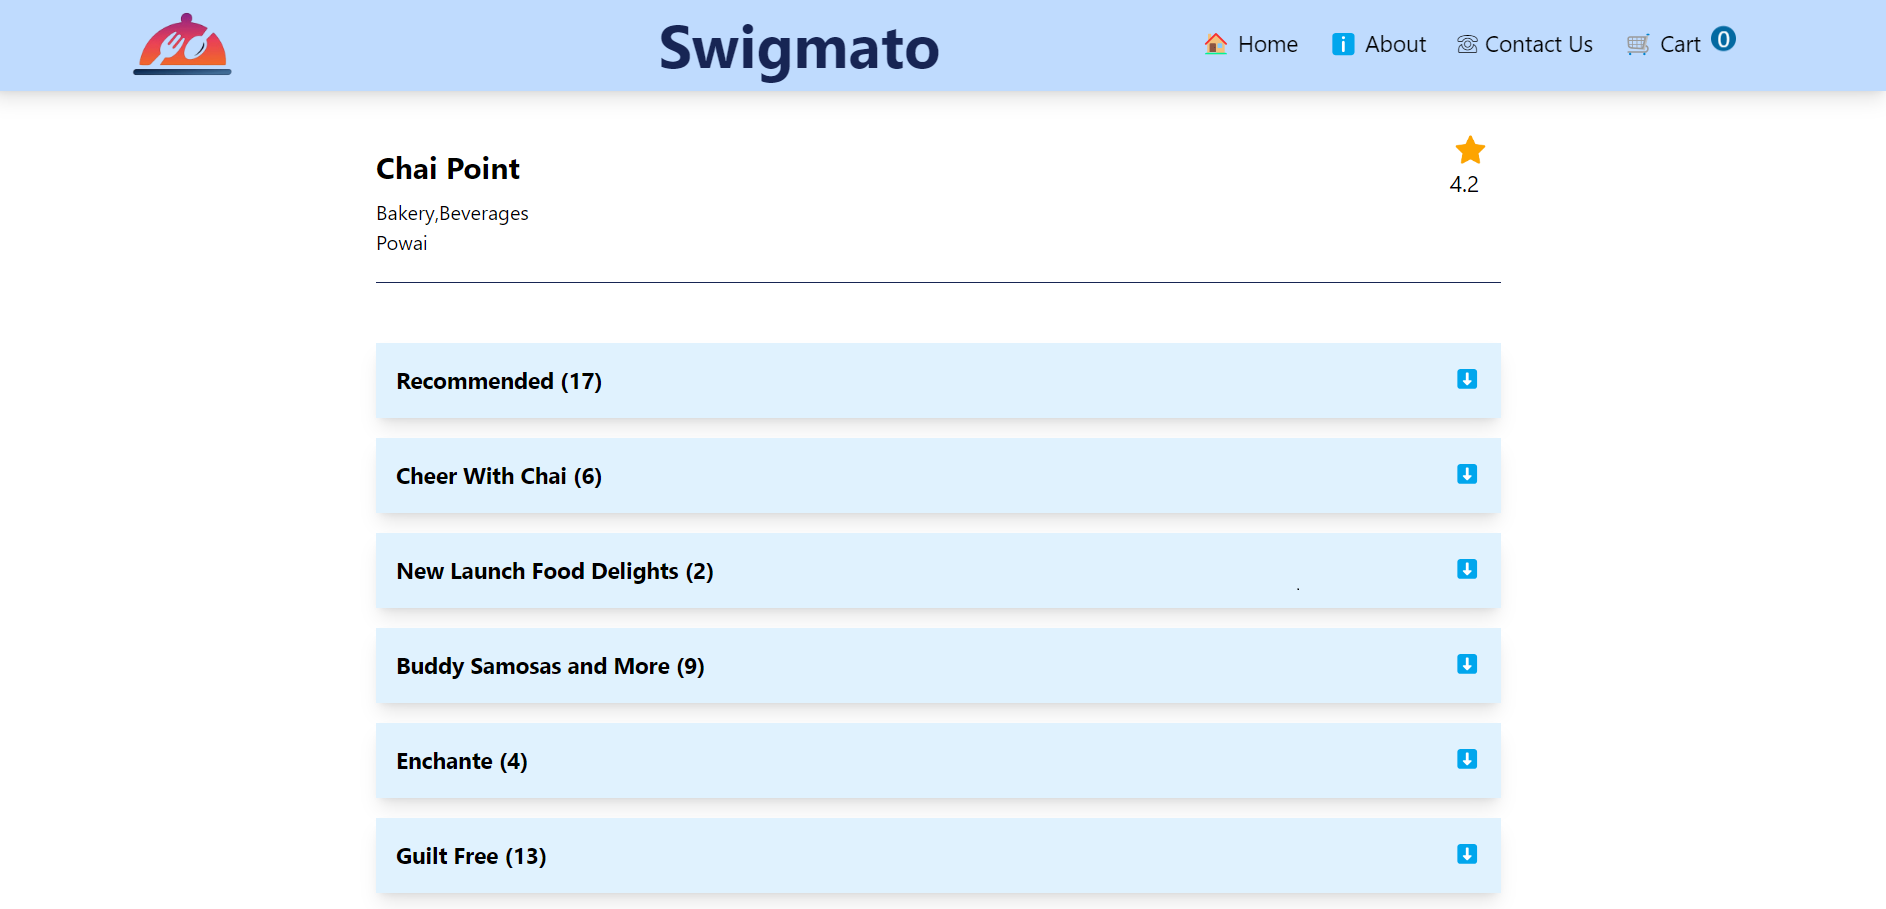 Swigmato
Home
About
Contact Us
Cart 0
Chai Point
4.2
Bakery,Beverages
Powai
Recommended (17)
Cheer With Chai (6)
New Launch Food Delights (2)
Buddy Samosas and More (9)
Enchante (4)
Guilt Free (13)